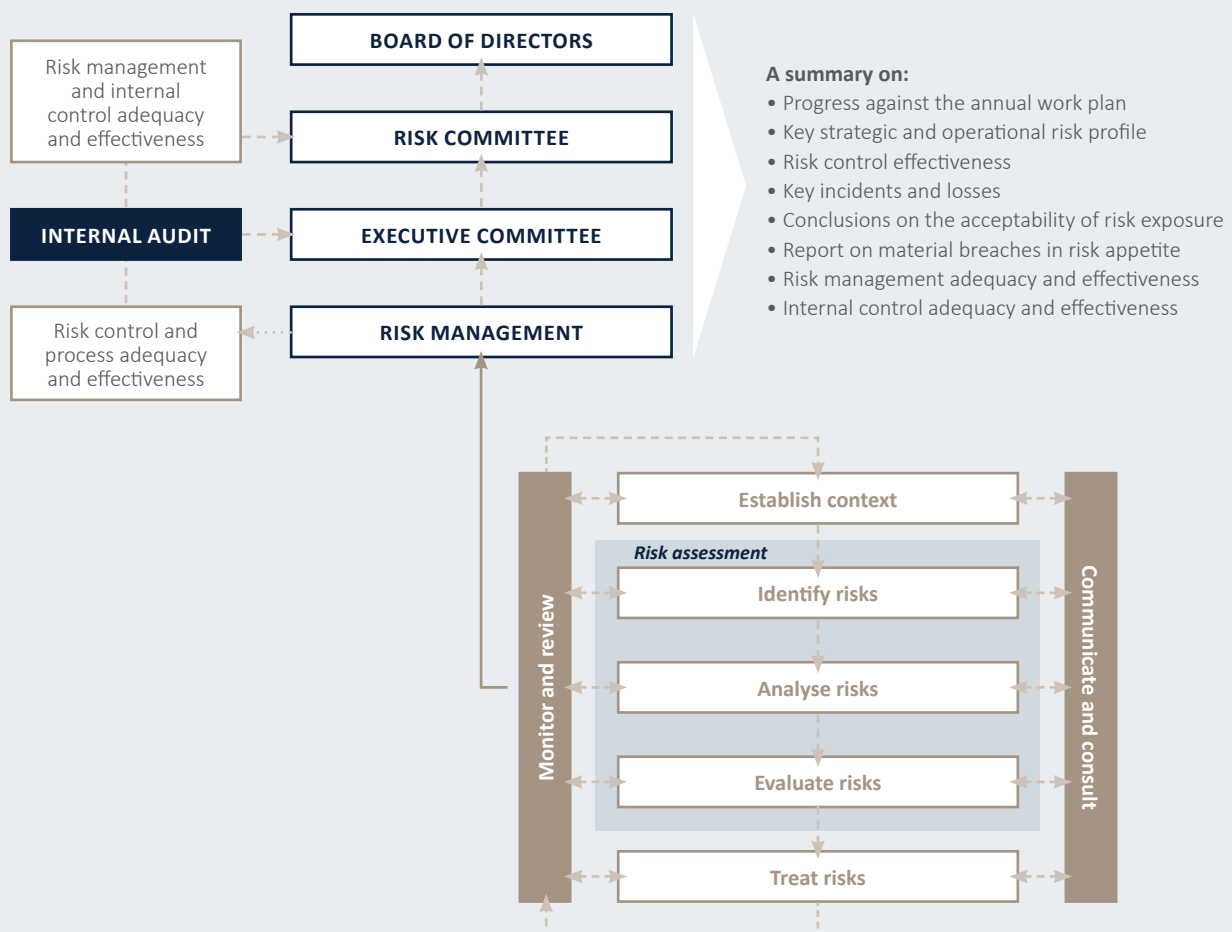 BOARD OF DIRECTORS
Risk management
and internal
control adequacy
and effectiveness
RISK COMMITTEE
INTERNAL AUDIT
EXECUTIVE COMMITTEE
Risk control and
process adequacy
and effectiveness
RISK MANAGEMENT
A summary on:
• Progress against the annual work plan
• Key strategic and operational risk profile
• Risk control effectiveness
• Key incidents and losses
• Conclusions on the acceptability of risk exposure
• Report on material breaches in risk appetite
• Risk management adequacy and effectiveness
• Internal control adequacy and effectiveness
Monitor and review
Establish context
Risk assessment
Identify risks
Analyse risks
Evaluate risks
Treat risks
Communicate and consult